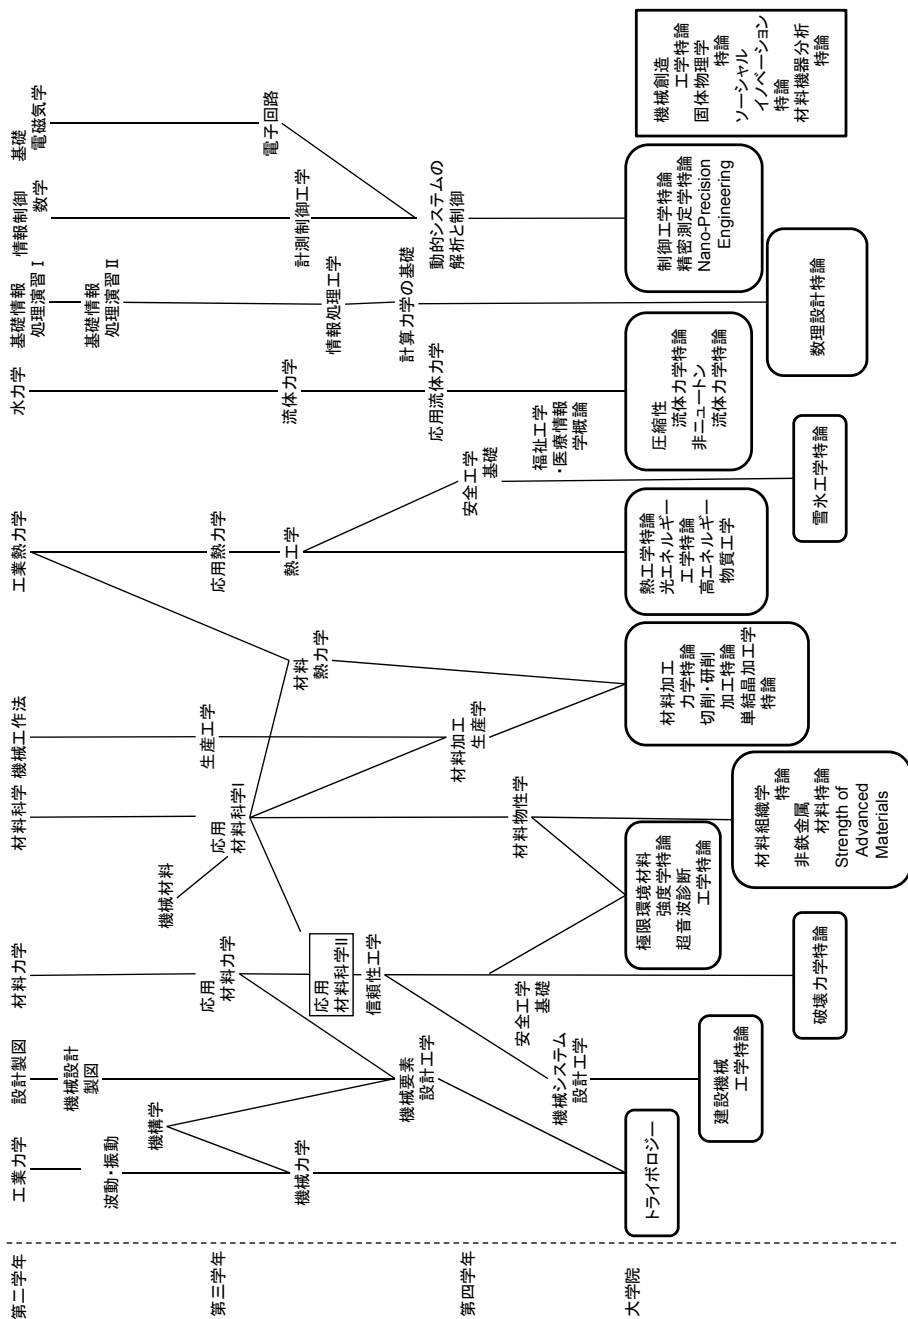 第二学年
第三学年
第四学年
大学院
工業力学
設計製図
材料力学
材料科学
機械工作法
工業熱力学
水力学
基礎情報
処理演習 I
情報制御
数学
基礎
電磁気学
波動・振動
機械設計
製図
基礎情報
処理演習 II
機構学
機械材料
応用
材料力学
応用
材料科学I
生産工学
応用熱力学
電子回路
機械力学
材料
熱力学
熱工学
流体力学
計測制御工学
応用
材料科学II
情報処理工学
信頼性工学
機械要素
設計工学
計算力学の基礎
応用流体力学
動的システムの
解析と制御
材料加工
生産学
安全工学
基礎
安全工学
基礎
材料物性学
福祉工学
・医療情報
学概論
機械システム
設計工学
トライボロジー
極限環境材料
強度学特論
超音波診断
工学特論
材料加工
力学特論
切削・研削
加工特論
単結晶加工学
特論
熱工学特論
光エネルギー
工学特論
高エネルギー
物質工学
圧縮性
流体力学特論
非ニュートン
流体力学特論
制御工学特論
精密測定学特論
Nano-Precision
Engineering
機械創造
工学特論
固体物理学
特論
ソーシャル
イノベーション
特論
材料機器分析
特論
建設機械
工学特論
材料組織学
特論
非鉄金属
材料特論
Strength of
Advanced
Materials
数理設計特論
破壊力学特論
雪氷工学特論